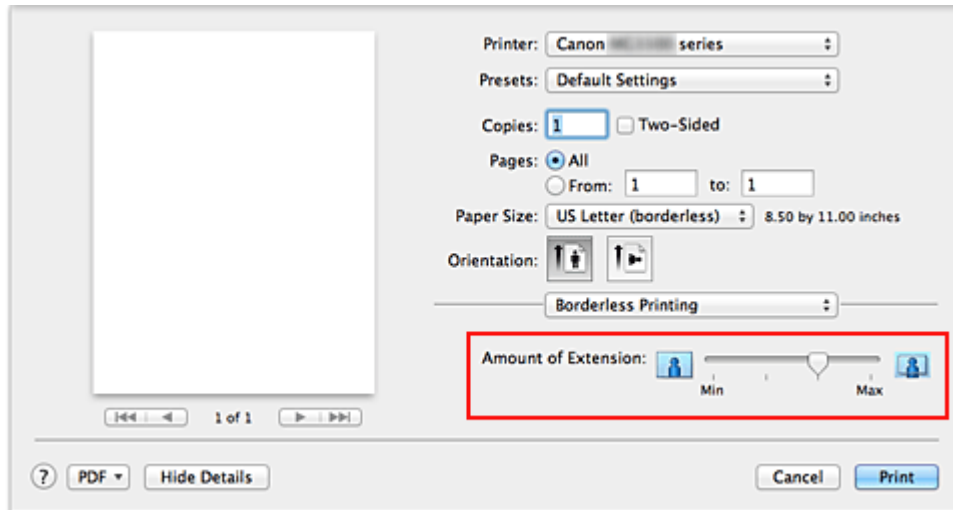 Printer: Canon series
Presets: Default Settings
Copies: 1 Two-Sided
Pages: All
From: 1 to: 1
Paper Size: US Letter (borderless) 8.50 by 11.00 inches
Orientation:
Borderless Printing
Amount of Extension:
Min Max
1 of 1
? PDF Hide Details Cancel Print